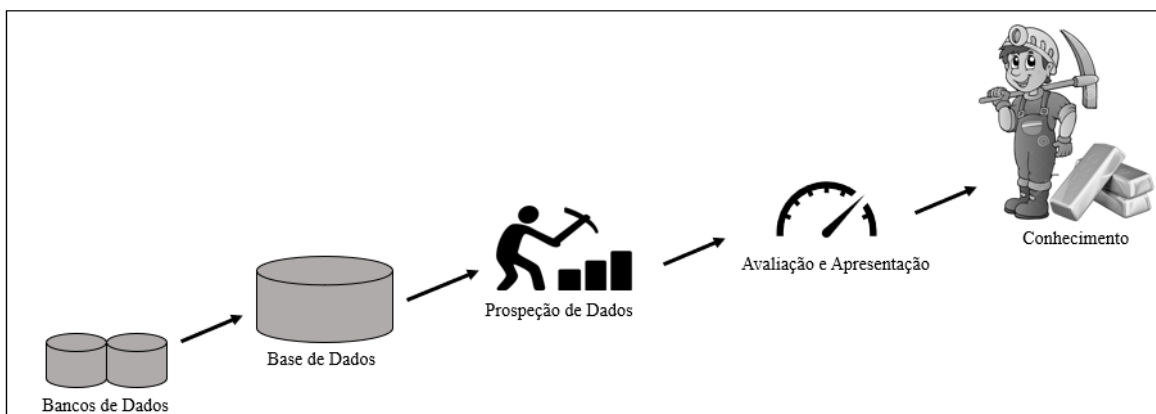 Bancos de Dados
Base de Dados
Prospeção de Dados
Avaliação e Apresentação
Conhecimento